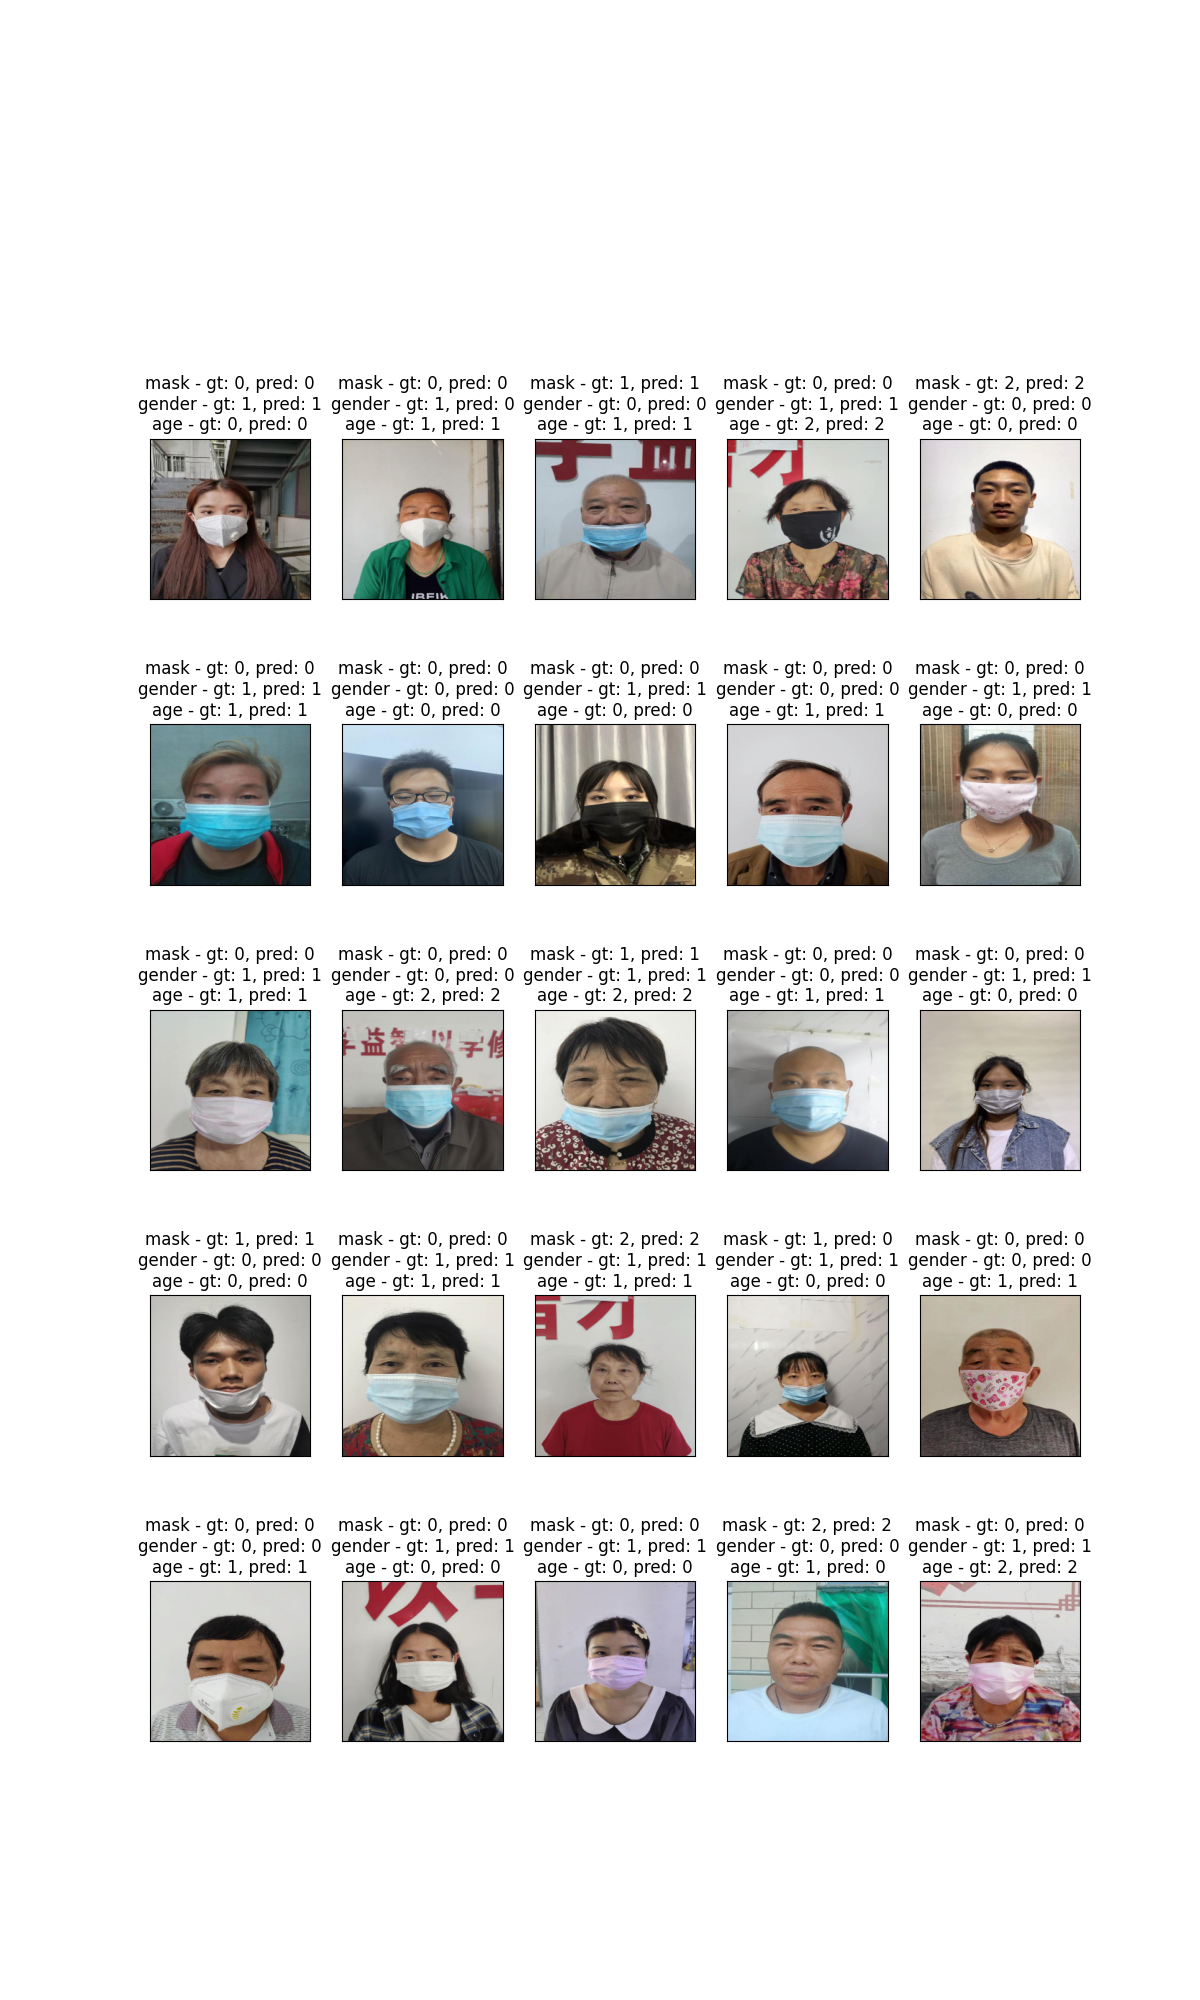 mask - gt: 0, pred: 0
gender - gt: 1, pred: 1
age - gt: 0, pred: 0
mask - gt: 0, pred: 0
gender - gt: 1, pred: 0
age - gt: 1, pred: 1
mask - gt: 1, pred: 1
gender - gt: 0, pred: 0
age - gt: 1, pred: 1
mask - gt: 0, pred: 0
gender - gt: 1, pred: 1
age - gt: 2, pred: 2
mask - gt: 2, pred: 2
gender - gt: 0, pred: 0
age - gt: 0, pred: 0
学益
才
mask - gt: 0, pred: 0
gender - gt: 1, pred: 1
age - gt: 1, pred: 1
mask - gt: 0, pred: 0
gender - gt: 0, pred: 0
age - gt: 0, pred: 0
mask - gt: 0, pred: 0
gender - gt: 1, pred: 1
age - gt: 0, pred: 0
mask - gt: 0, pred: 0
gender - gt: 0, pred: 0
age - gt: 1, pred: 1
mask - gt: 0, pred: 0
gender - gt: 1, pred: 1
age - gt: 0, pred: 0
mask - gt: 0, pred: 0
gender - gt: 1, pred: 1
age - gt: 1, pred: 1
mask - gt: 0, pred: 0
gender - gt: 0, pred: 0
age - gt: 2, pred: 2
mask - gt: 1, pred: 1
gender - gt: 1, pred: 1
age - gt: 2, pred: 2
mask - gt: 0, pred: 0
gender - gt: 0, pred: 0
age - gt: 1, pred: 1
mask - gt: 0, pred: 0
gender - gt: 1, pred: 1
age - gt: 0, pred: 0
学益智 以学修
mask - gt: 1, pred: 1
gender - gt: 0, pred: 0
age - gt: 0, pred: 0
mask - gt: 0, pred: 0
gender - gt: 1, pred: 1
age - gt: 1, pred: 1
mask - gt: 2, pred: 2
gender - gt: 1, pred: 1
age - gt: 1, pred: 1
mask - gt: 1, pred: 0
gender - gt: 1, pred: 1
age - gt: 0, pred: 0
mask - gt: 0, pred: 0
gender - gt: 0, pred: 0
age - gt: 1, pred: 1
才
mask - gt: 0, pred: 0
gender - gt: 0, pred: 0
age - gt: 1, pred: 1
mask - gt: 0, pred: 0
gender - gt: 1, pred: 1
age - gt: 0, pred: 0
mask - gt: 0, pred: 0
gender - gt: 1, pred: 1
age - gt: 0, pred: 0
mask - gt: 2, pred: 2
gender - gt: 0, pred: 0
age - gt: 1, pred: 0
mask - gt: 0, pred: 0
gender - gt: 1, pred: 1
age - gt: 2, pred: 2